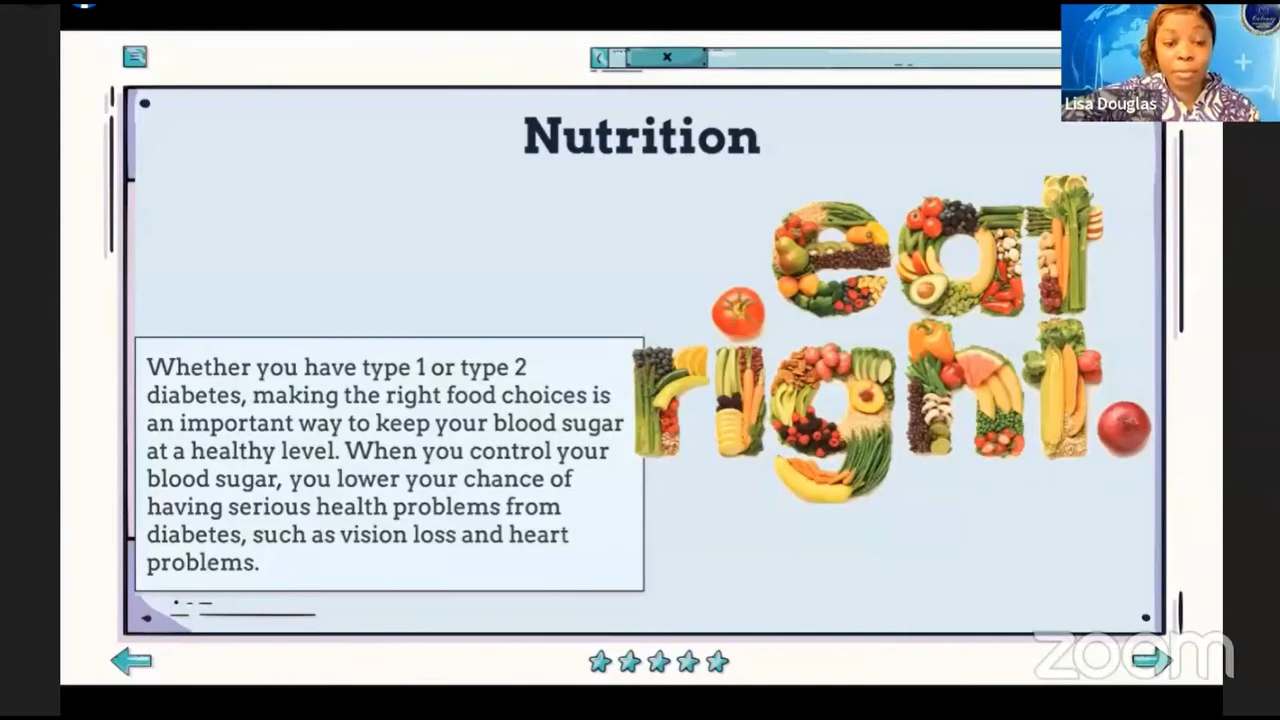 Nutrition
Lisa Douglas
eat
right.
Whether you have type 1 or type 2
diabetes, making the right food choices is
an important way to keep your blood sugar
at a healthy level. When you control your
blood sugar, you lower your chance of
having serious health problems from
diabetes, such as vision loss and heart
problems.
zoom